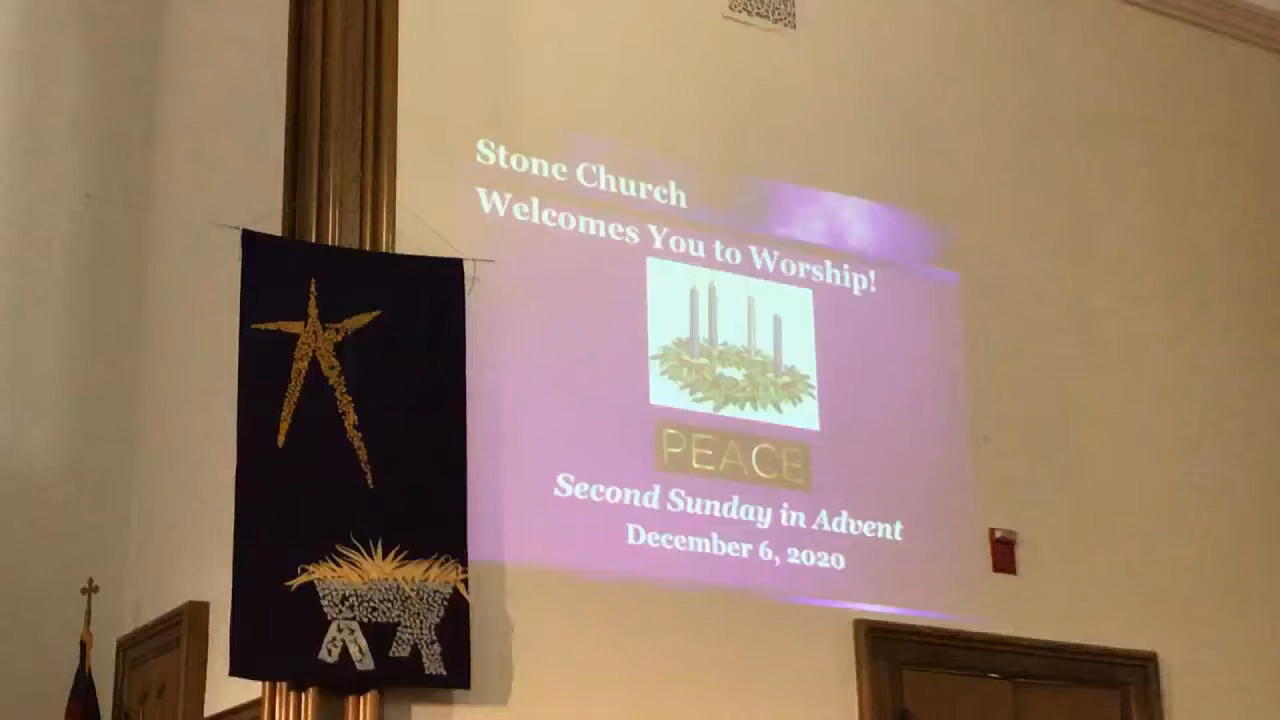 Stone Church
Welcomes You to Worship!
PEACE
Second Sunday in Advent
December 6, 2020